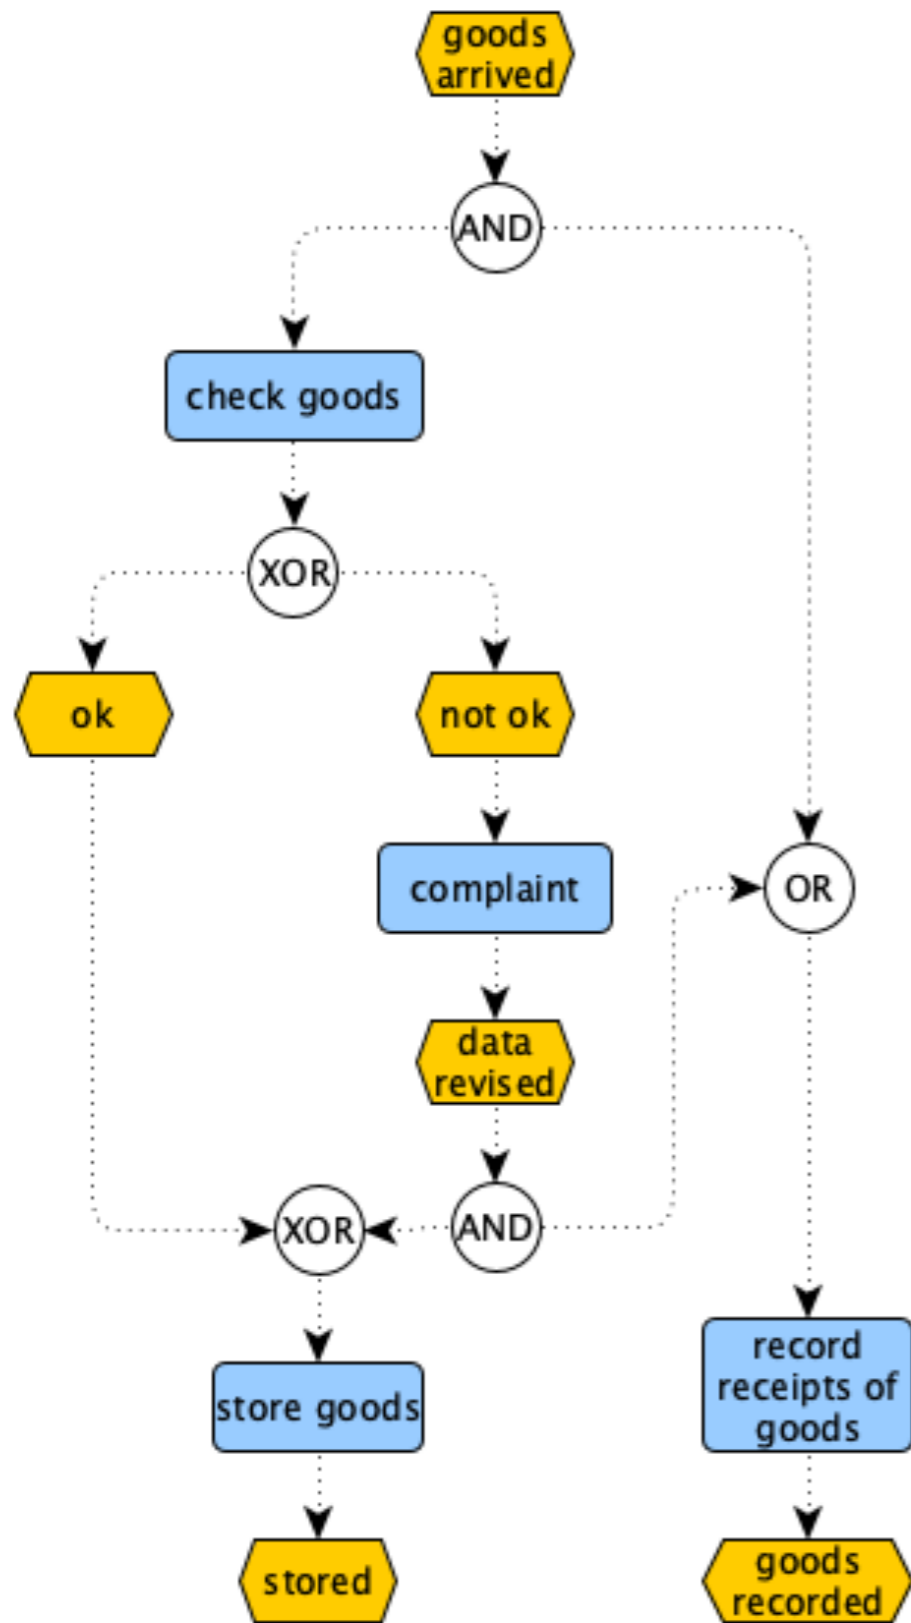 goods
arrived
AND
check goods
XOR
ok
not ok
complaint
OR
data
revised
XOR
AND
record
receipts of
goods
store goods
stored
goods
recorded